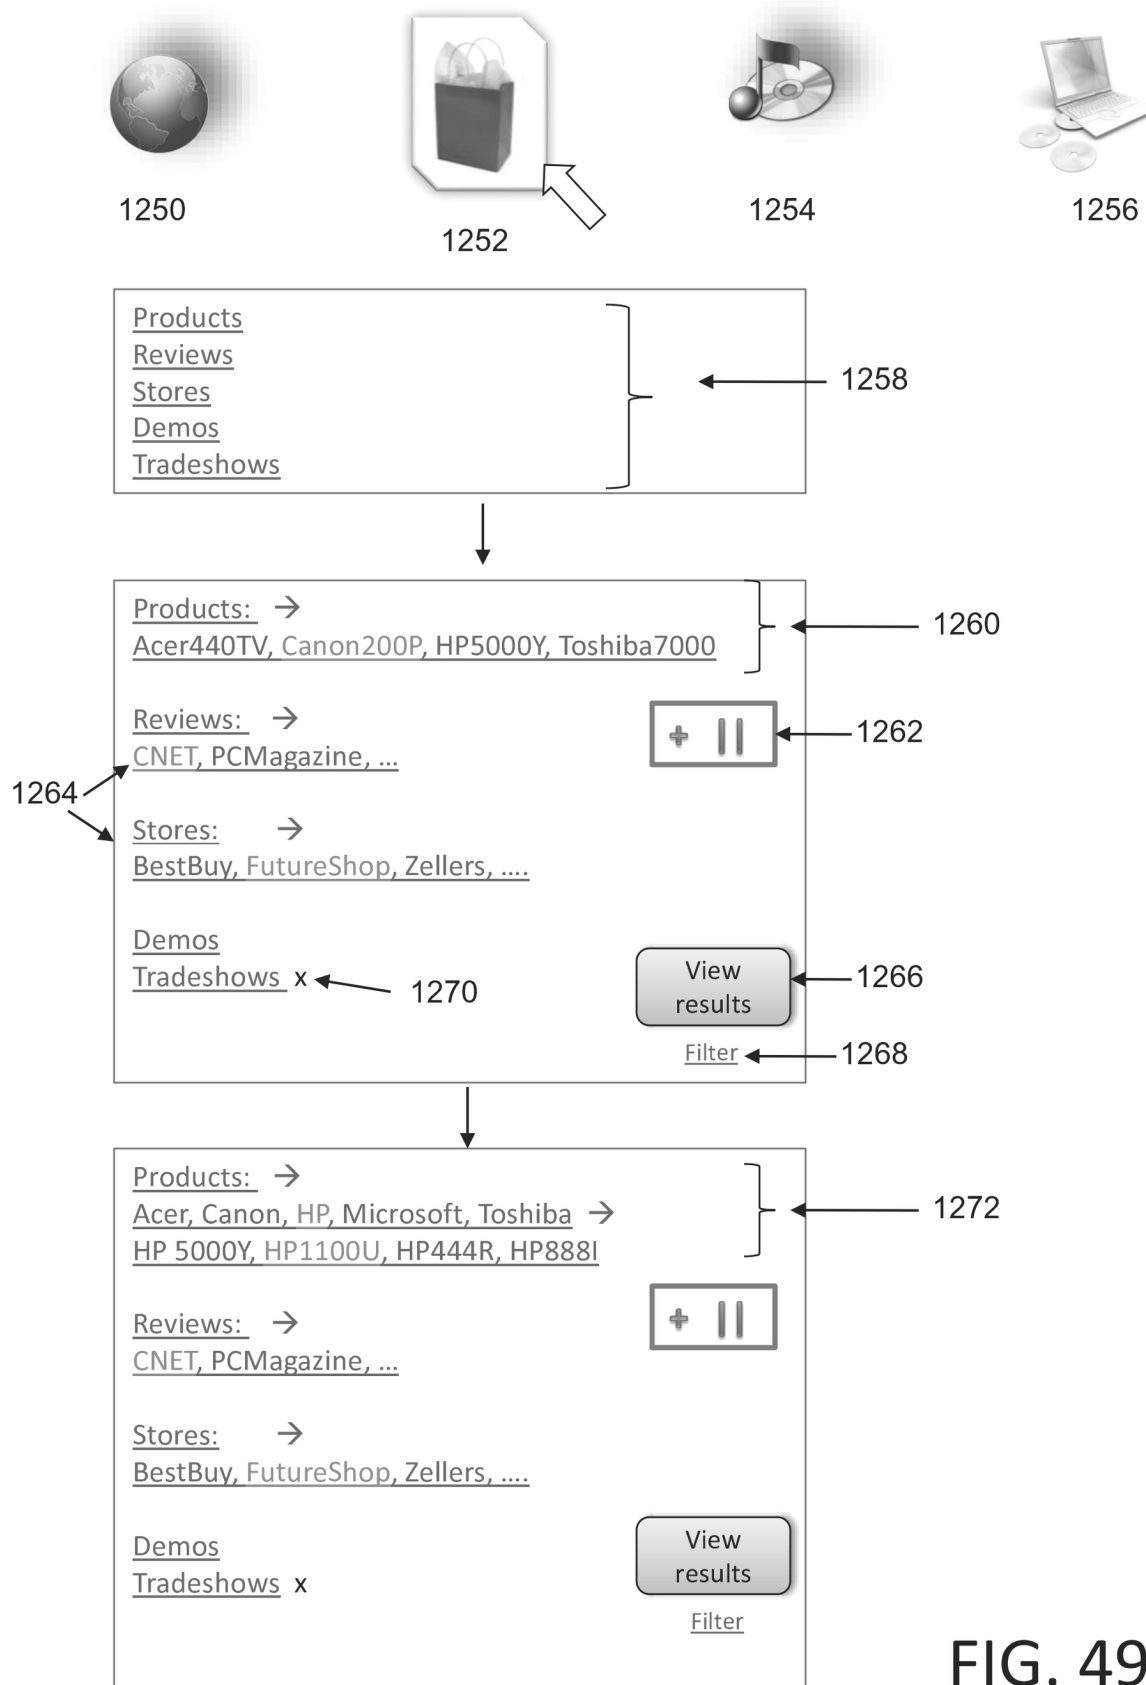 1250
1252
1254
1256
Products
Reviews
Stores
Demos
Tradeshows
1258
Products: →
Acer440TV, Canon200P, HP5000Y, Toshiba7000
1260
Reviews: →
CNET, PCMagazine, ...
+ ||
1262
1264
Stores: →
BestBuy, FutureShop, Zellers, ....
Demos
Tradeshows x
1270
View
results
1266
Filter
1268
Products: →
Acer, Canon, HP, Microsoft, Toshiba →
HP 5000Y, HP1100U, HP444R, HP888I
1272
Reviews: →
CNET, PCMagazine, ...
+ ||
Stores: →
BestBuy, FutureShop, Zellers, ....
Demos
Tradeshows x
View
results
Filter
FIG. 49